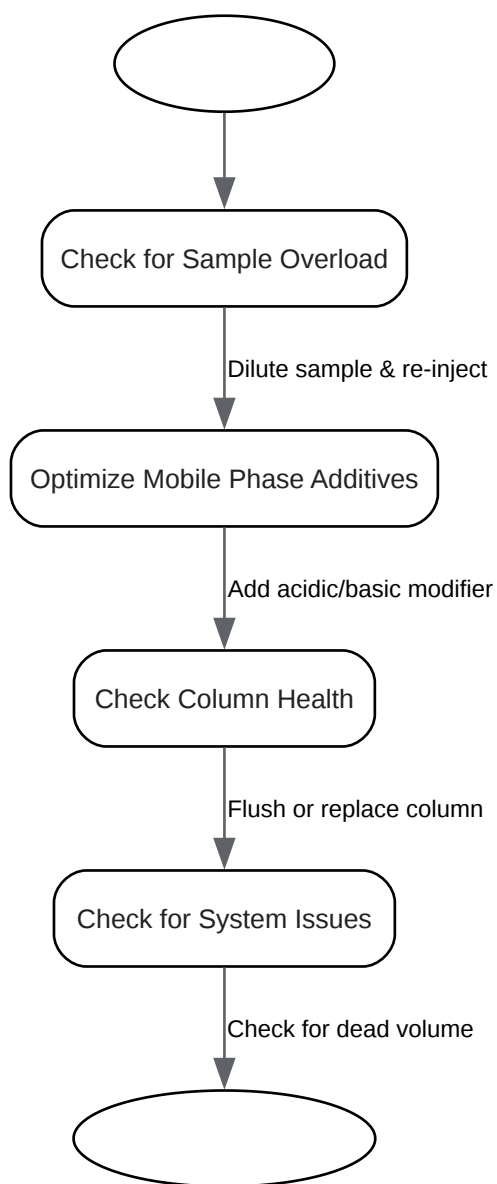 Check for Sample Overload
Dilute sample & re-inject
Optimize Mobile Phase Additives
Add acidic/basic modifier
Check Column Health
Flush or replace column
Check for System Issues
Check for dead volume